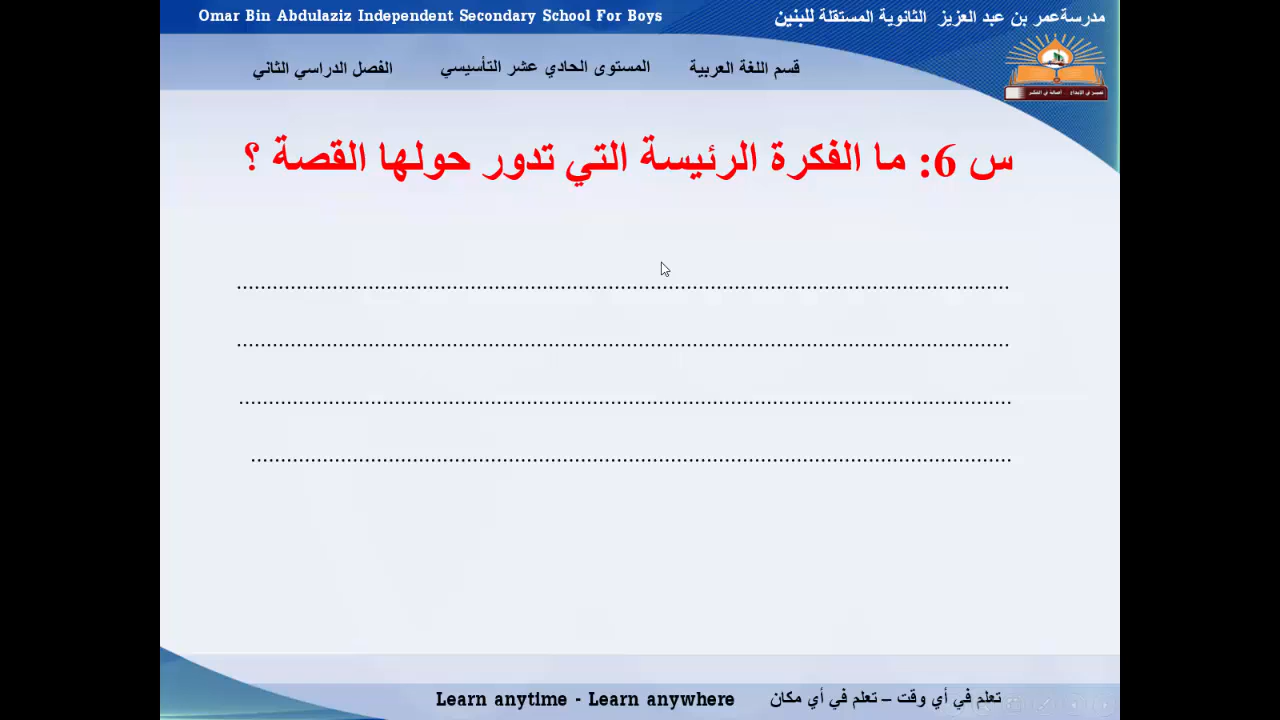 Omar Bin Abdulaziz Independent Secondary School For Boys
مدرسةعمر بن عبد العزيز الثانوية المستقلة للبنين
قسم اللغة العربية
المستوى الحادي عشر التأسيسي
الفصل الدراسي الثاني
س 6: ما الفكرة الرئيسة التي تدور حولها القصة ؟
................................................................................................................................
................................................................................................................................
................................................................................................................................
................................................................................................................................
Learn anytime - Learn anywhere
تعلم في أي وقت – تعلم في أي مكان